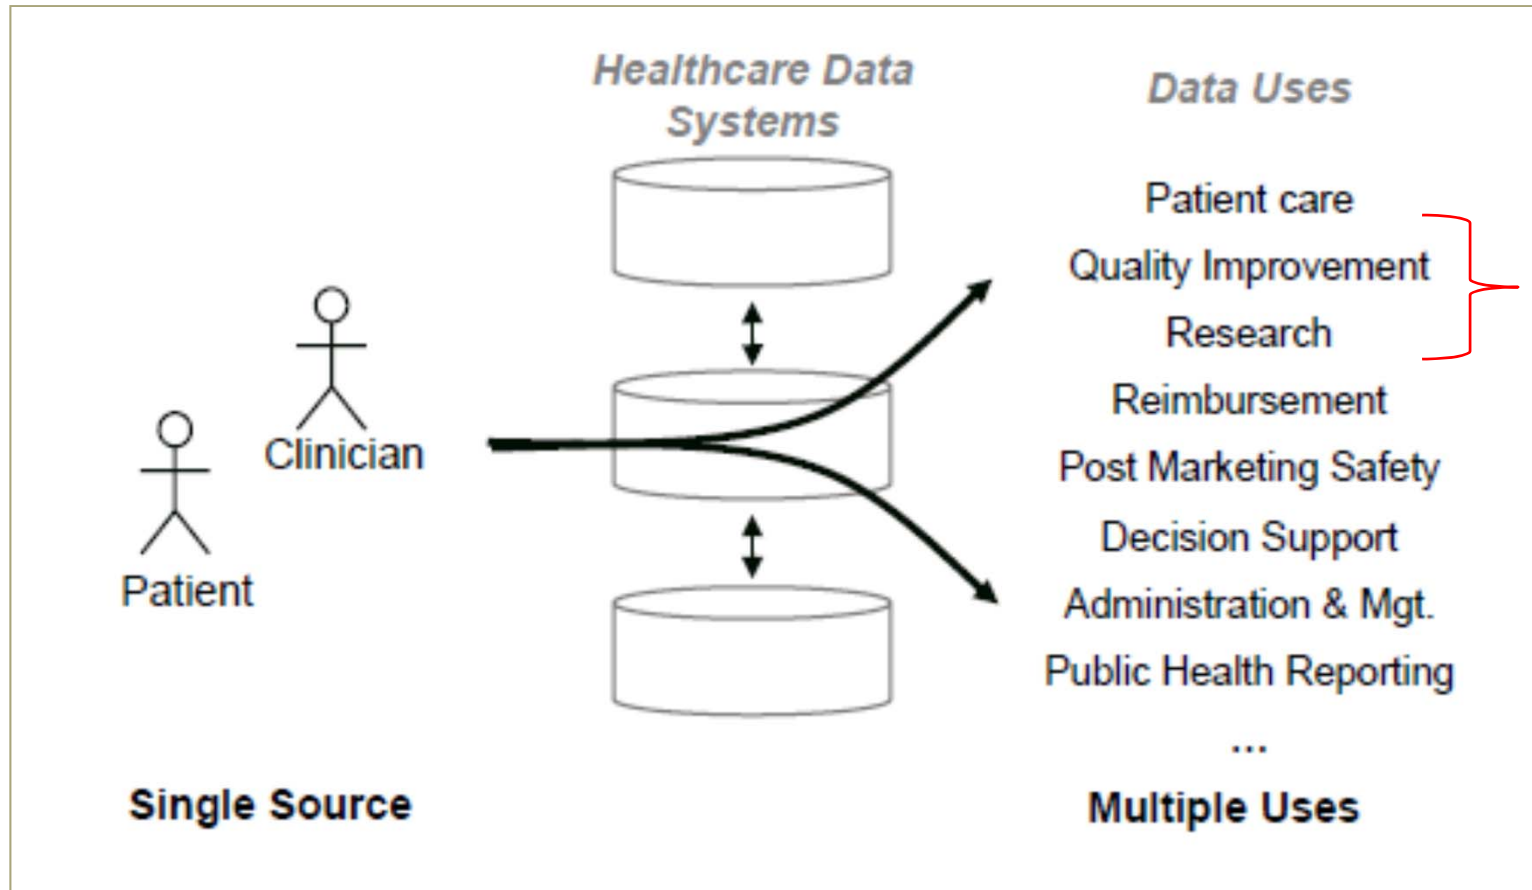 Healthcare Data
Systems
Data Uses
Patient care
Quality Improvement
Research
Reimbursement
Post Marketing Safety
Decision Support
Administration & Mgt.
Public Health Reporting
...
Clinician
Patient
Single Source
Multiple Uses